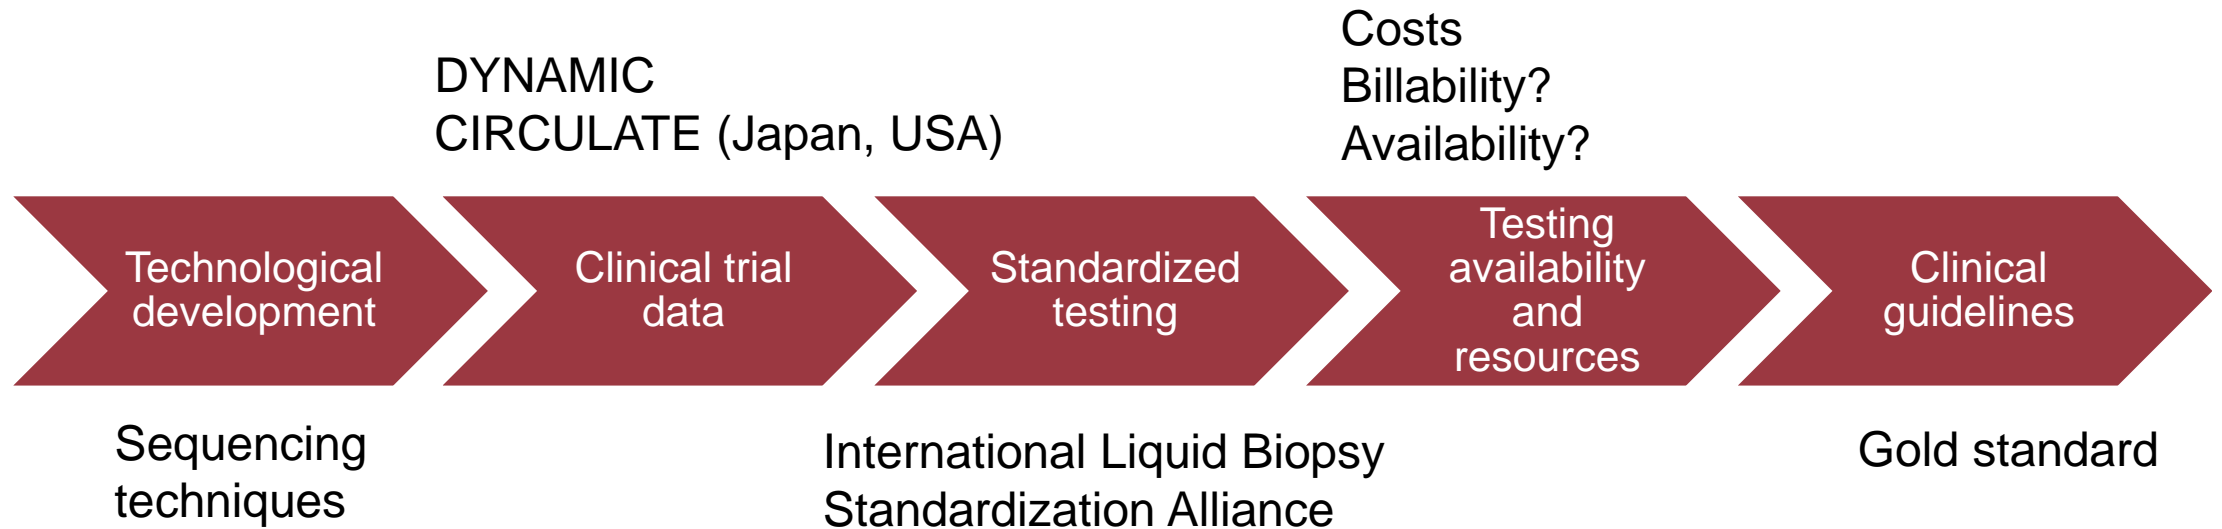 DYNAMIC
CIRCULATE (Japan, USA)
Costs
Billability?
Availability?
Technological
development
Clinical trial
data
Standardized
testing
Testing
availability
and
resources
Clinical
guidelines
Sequencing
techniques
International Liquid Biopsy
Standardization Alliance
Gold standard